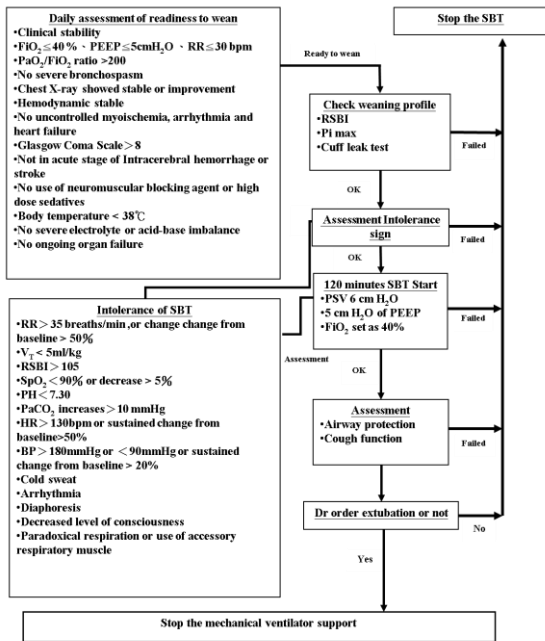 Daily assessment of readiness to wean
•Clinical stability
•FiO2≦40%、PEEP≦5cmH2O、RR≦30 bpm
•PaO2/FiO2 ratio >200
•No severe bronchospasm
•Chest X-ray showed stable or improvement
•Hemodynamic stable
•No uncontrolled myoischemia, arrhythmia and
heart failure
•Glasgow Coma Scale>8
•Not in acute stage of Intracerebral hemorrhage or
stroke
•No use of neuromuscular blocking agent or high
dose sedatives
•Body temperature < 38℃
•No severe electrolyte or acid-base imbalance
•No ongoing organ failure
Stop the SBT
Ready to wean
Check weaning profile
•RSBI
•Pi max
•Cuff leak test
Failed
OK
Assessment Intolerance
sign
Failed
OK
120 minutes SBT Start
•PSV 6 cm H2O
•5 cm H2O of PEEP
•FiO2 set as 40%
Failed
Intolerance of SBT
•RR> 35 breaths/min ,or change change from
baseline > 50%
•VT < 5ml/kg
•RSBI> 105
•SpO2 <90% or decrease > 5%
•PH<7.30
•PaCO2 increases> 10 mmHg
•HR> 130bpm or sustained change from
baseline>50%
•BP> 180mmHg or <90mmHg or sustained
change from baseline > 20%
•Cold sweat
•Arrhythmia
•Diaphoresis
•Decreased level of consciousness
•Paradoxical respiration or use of accessory
respiratory muscle
Assessment
OK
Assessment
•Airway protection
•Cough function
Failed
Dr order extubation or not
No
Yes
Stop the mechanical ventilator support